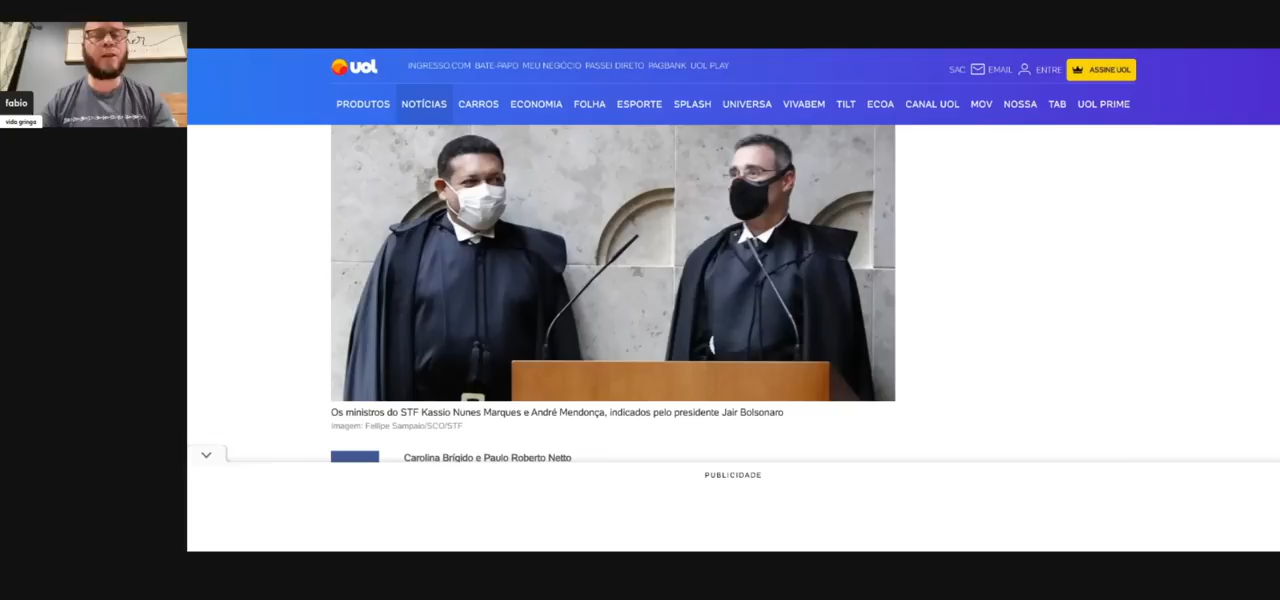 fabio
vida gringa
uol
INGRESSO.COM BATE-PAPO MEU NEGÓCIO PASSEI DIRETO PAGBANK UOL PLAY
SAC EMAIL ENTRE ASSINE UOL
PRODUTOS NOTÍCIAS CARROS ECONOMIA FOLHA ESPORTE SPLASH UNIVERSA VIVABEM TILT ECOA CANAL UOL MOV NOSSA TAB UOL PRIME
Os ministros do STF Kassio Nunes Marques e André Mendonça, indicados pelo presidente Jair Bolsonaro
Imagem: Fellipe Sampaio/SCO/STF
Carolina Brígido e Paulo Roberto Netto
PUBLICIDADE